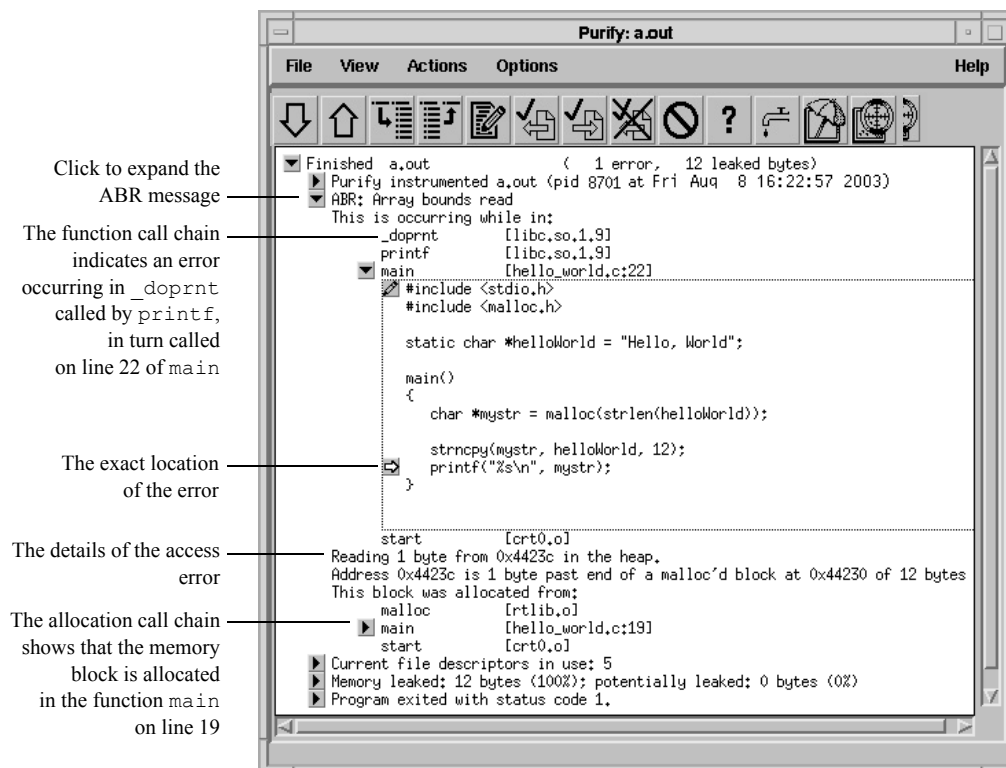 Purify: a.out
File View Actions Options Help
?
Finished a.out ( 1 error, 12 leaked bytes)
Purify instrumented a.out (pid 8701 at Fri Aug 8 16:22:57 2003)
ABR: Array bounds read
This is occurring while in:
_doprnt [libc.so.1.9]
printf [libc.so.1.9]
main [hello_world.c:22]
#include <stdio.h>
#include <malloc.h>
static char *helloWorld = "Hello, World";
main()
{
char *mystr = malloc(strlen(helloWorld));
strncpy(mystr, helloWorld, 12);
printf("%s\n", mystr);
}
start [crt0.o]
Reading 1 byte from 0x4423c in the heap.
Address 0x4423c is 1 byte past end of a malloc'd block at 0x44230 of 12 bytes
This block was allocated from:
malloc [rtlib.o]
main [hello_world.c:19]
start [crt0.o]
Current file descriptors in use: 5
Memory leaked: 12 bytes (100%); potentially leaked: 0 bytes (0%)
Program exited with status code 1.
Click to expand the
ABR message
The function call chain
indicates an error
occurring in _doprnt
called by printf,
in turn called
on line 22 of main
The exact location
of the error
The details of the access
error
The allocation call chain
shows that the memory
block is allocated
in the function main
on line 19